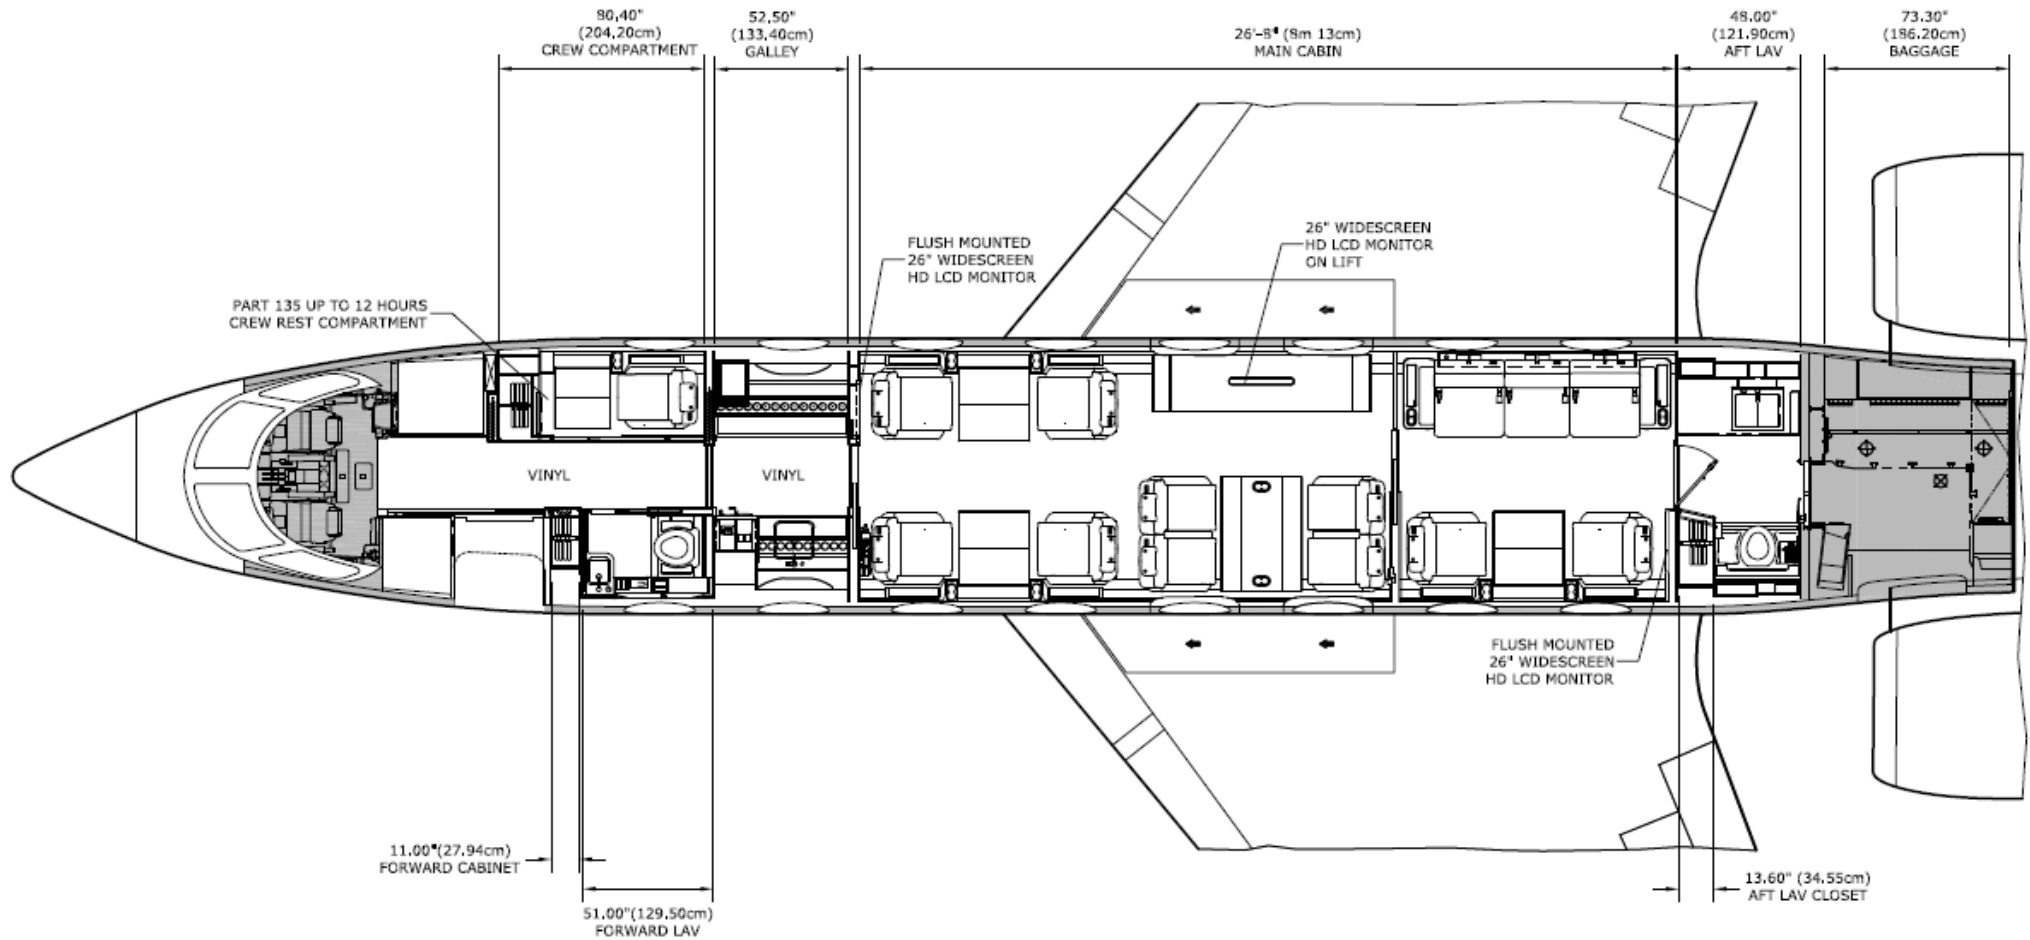 80.40"
(204.20cm)
CREW COMPARTMENT
52.50"
(133.40cm)
GALLEY
26'-8" (8m 13cm)
MAIN CABIN
48.00"
(121.90cm)
AFT LAV
73.30"
(186.20cm)
BAGGAGE
FLUSH MOUNTED
26" WIDESCREEN
HD LCD MONITOR
26" WIDESCREEN
HD LCD MONITOR
ON LIFT
PART 135 UP TO 12 HOURS
CREW REST COMPARTMENT
VINYL
VINYL
FLUSH MOUNTED
26" WIDESCREEN
HD LCD MONITOR
11.00"(27.94cm)
FORWARD CABINET
51.00"(129.50cm)
FORWARD LAV
13.60" (34.55cm)
AFT LAV CLOSET